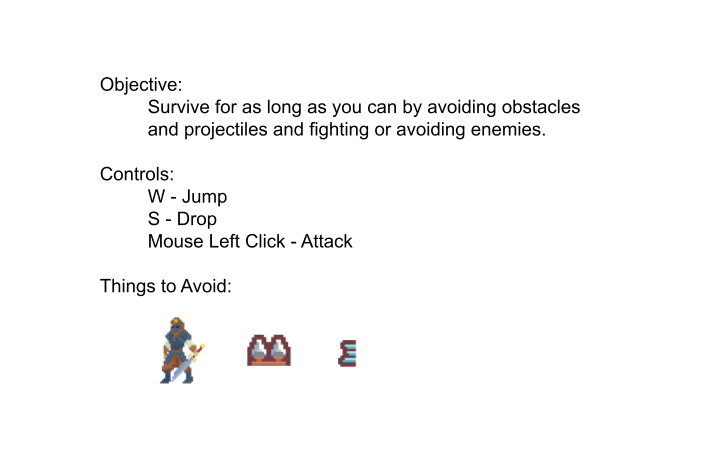 Objective:
Survive for as long as you can by avoiding obstacles
and projectiles and fighting or avoiding enemies.
Controls:
W - Jump
S - Drop
Mouse Left Click - Attack
Things to Avoid: